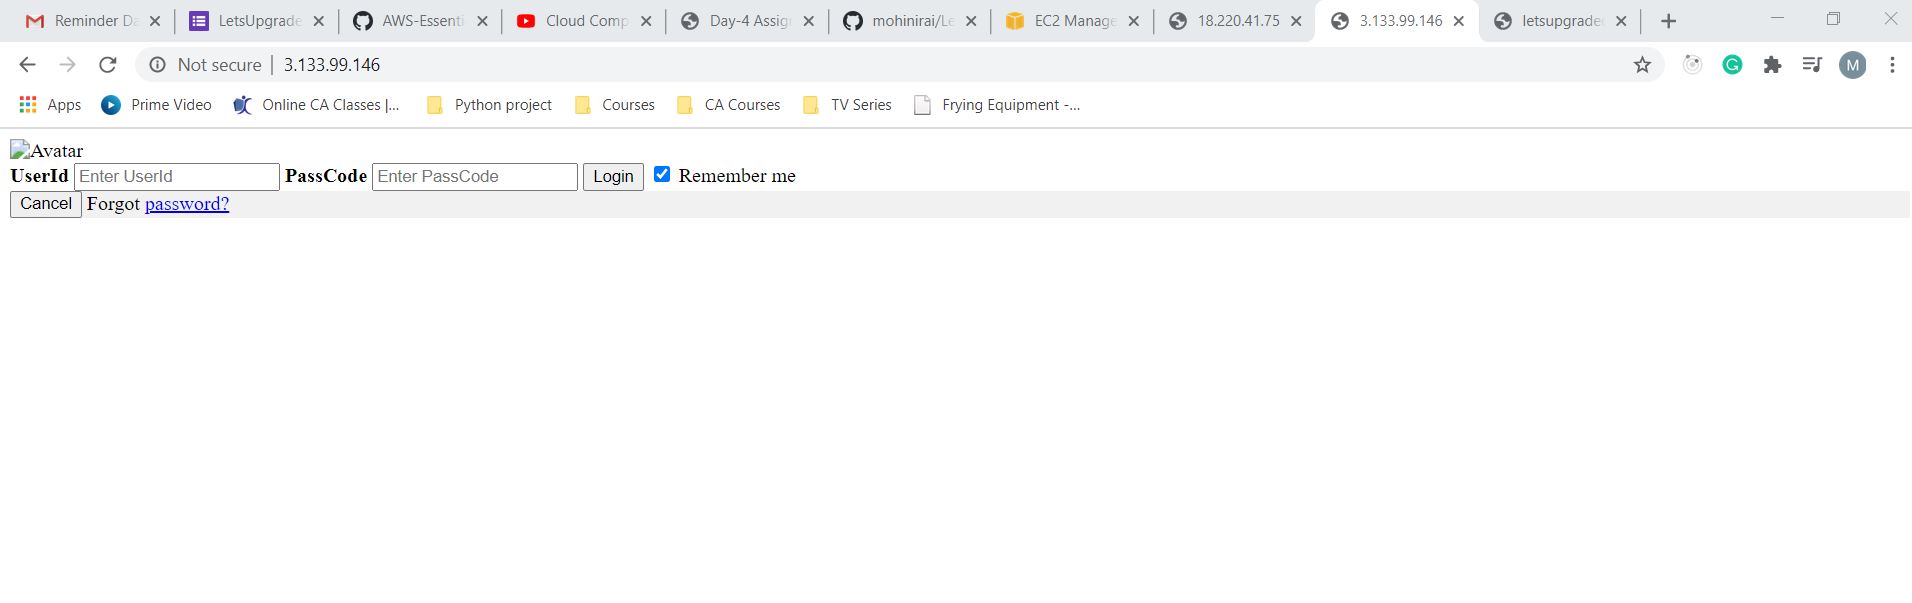 Reminder Da LetsUpgrade AWS-Essenti Cloud Comp Day-4 Assig mohinirai/Le EC2 Manage 18.220.41.75 3.133.99.146 letsupgrade
Not secure 3.133.99.146 M
Apps Prime Video Online CA Classes |... Python project Courses CA Courses TV Series Frying Equipment -...
Avatar
UserId Enter UserId PassCode Enter PassCode Login Remember me
Cancel Forgot password?